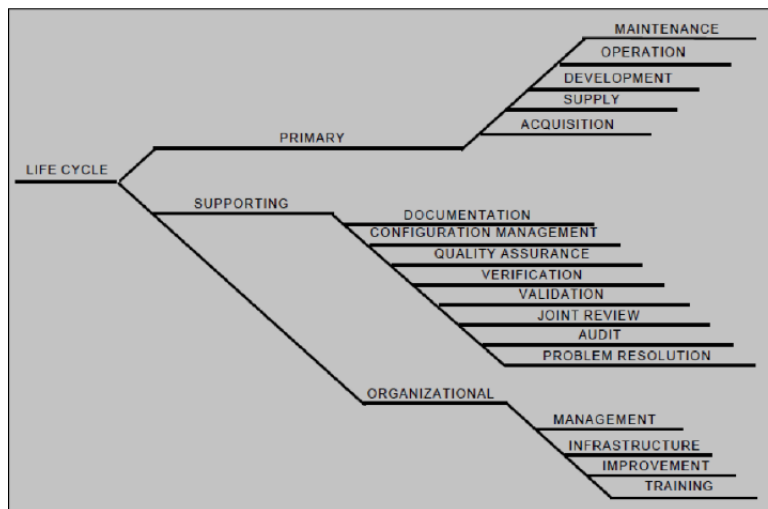 MAINTENANCE
OPERATION
DEVELOPMENT
SUPPLY
ACQUISITION
PRIMARY
LIFE CYCLE
SUPPORTING
DOCUMENTATION
CONFIGURATION MANAGEMENT
QUALITY ASSURANCE
VERIFICATION
VALIDATION
JOINT REVIEW
AUDIT
PROBLEM RESOLUTION
ORGANIZATIONAL
MANAGEMENT
INFRASTRUCTURE
IMPROVEMENT
TRAINING